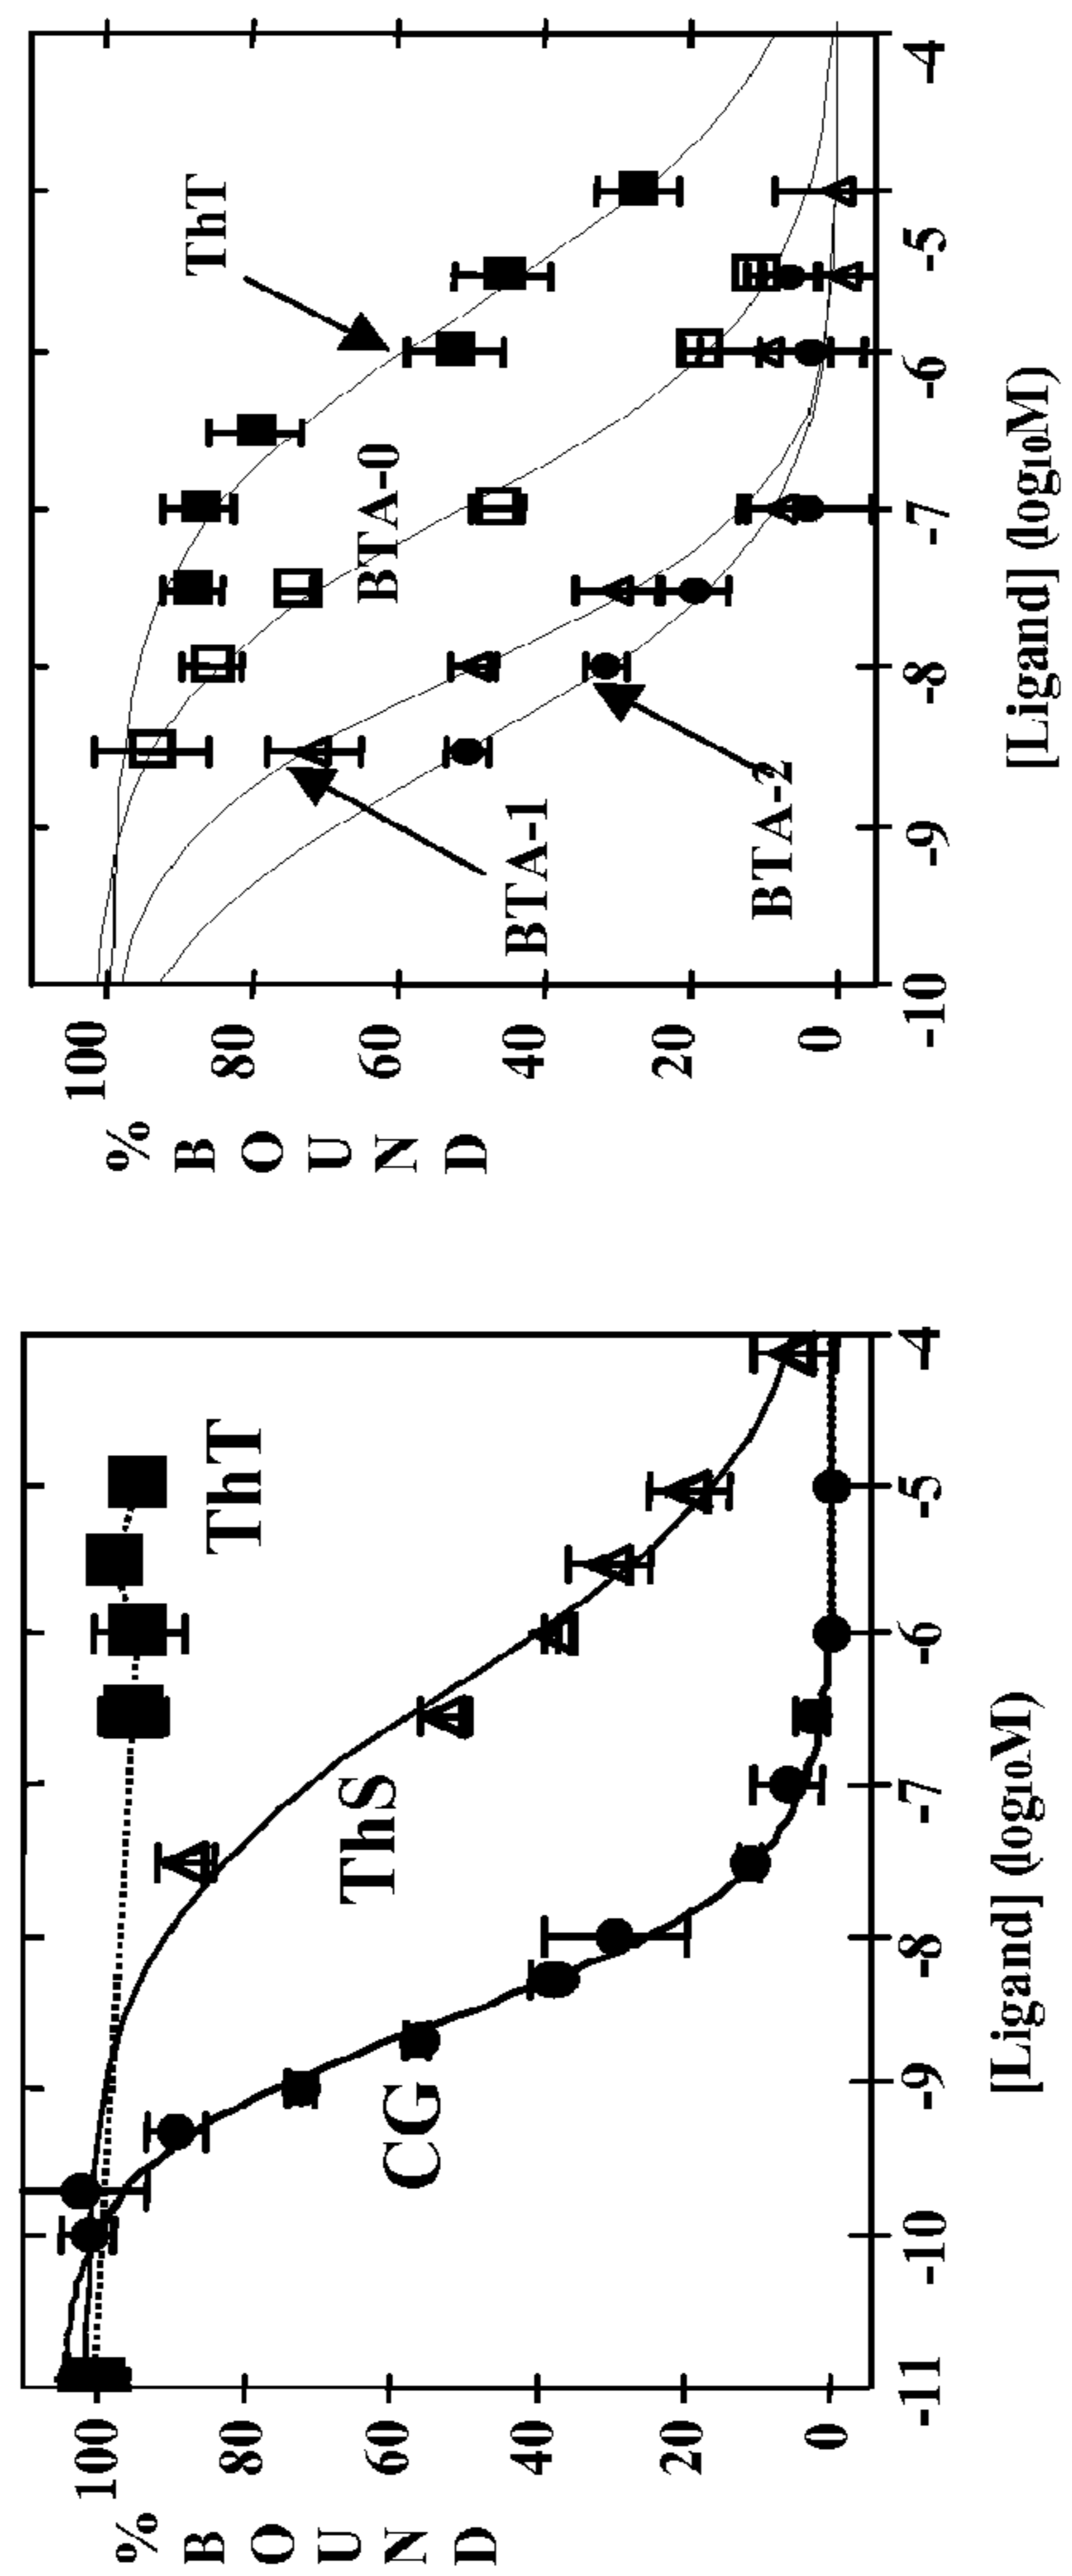 %
B
O
U
N
D
100
80
60
40
20
0
ThT
ThS
CG
-11
-10
-9
-8
-7
-6
-5
-4
[Ligand] (log10M)
%
B
O
U
N
D
100
80
60
40
20
0
ThT
BTA-0
BTA-1
BTA-2
-10
-9
-8
-7
-6
-5
-4
[Ligand] (log10M)